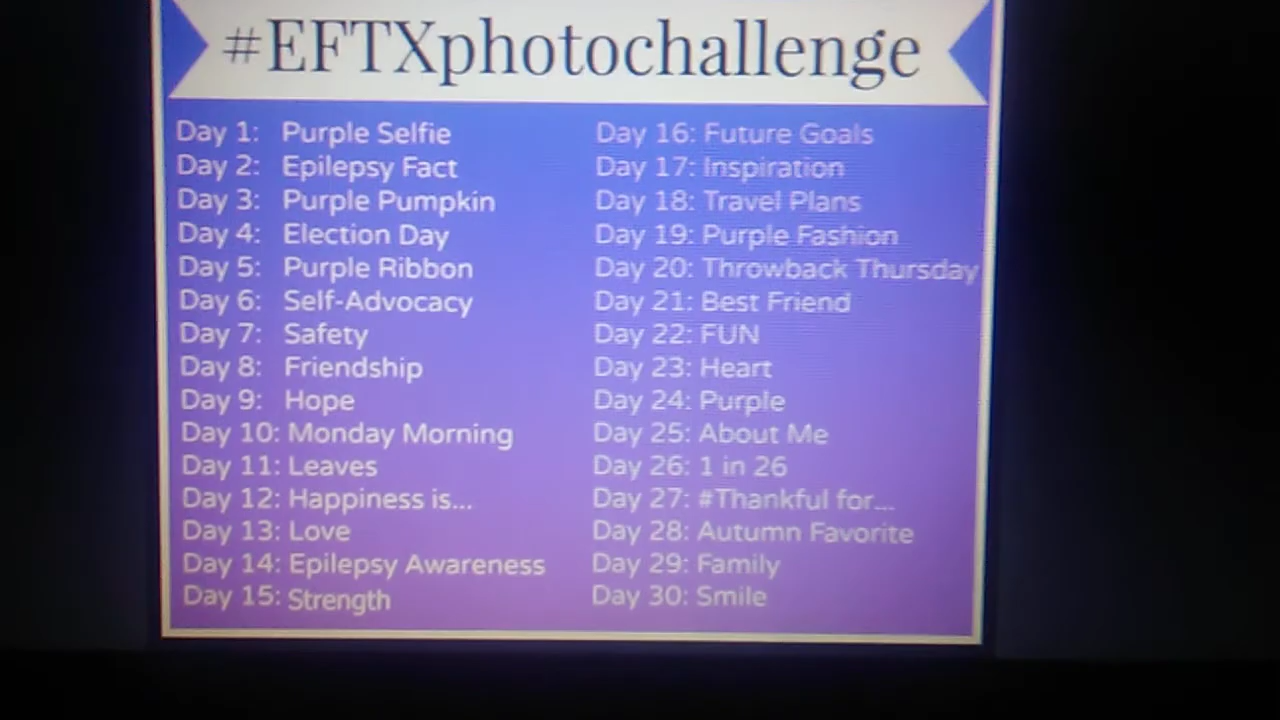 #EFTXphotochallenge
Day 1: Purple Selfie
Day 2: Epilepsy Fact
Day 3: Purple Pumpkin
Day 4: Election Day
Day 5: Purple Ribbon
Day 6: Self-Advocacy
Day 7: Safety
Day 8: Friendship
Day 9: Hope
Day 10: Monday Morning
Day 11: Leaves
Day 12: Happiness is...
Day 13: Love
Day 14: Epilepsy Awareness
Day 15: Strength
Day 16: Future Goals
Day 17: Inspiration
Day 18: Travel Plans
Day 19: Purple Fashion
Day 20: Throwback Thursday
Day 21: Best Friend
Day 22: FUN
Day 23: Heart
Day 24: Purple
Day 25: About Me
Day 26: 1 in 26
Day 27: #Thankful for...
Day 28: Autumn Favorite
Day 29: Family
Day 30: Smile